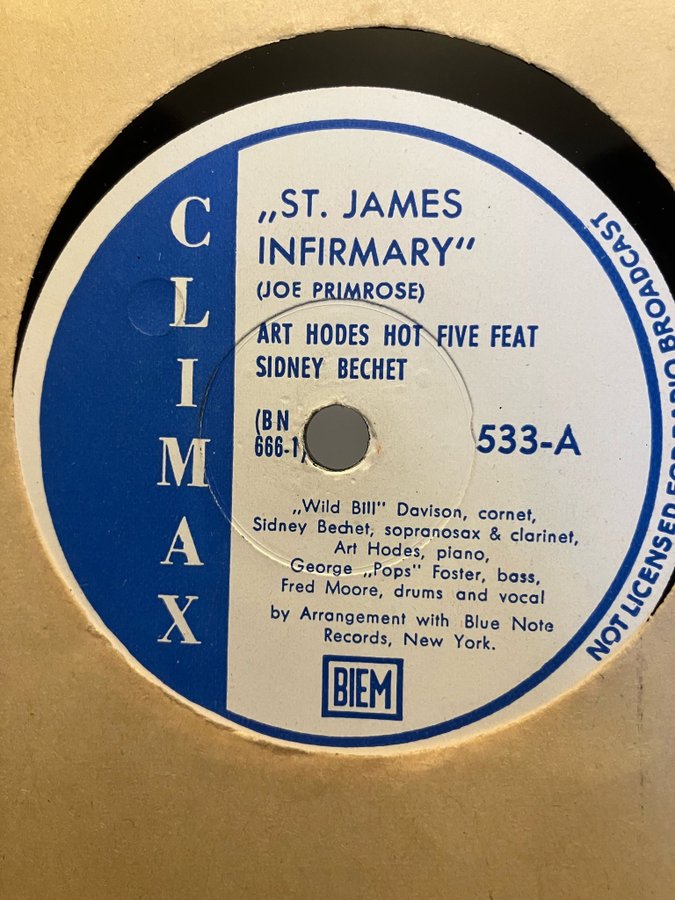 CLIMAX
„ST. JAMES
INFIRMARY“
(JOE PRIMROSE)
ART HODES HOT FIVE FEAT
SIDNEY BECHET
(BN
666-1)
533-A
„Wild Bill" Davison, cornet,
Sidney Bechet, sopranosax & clarinet,
Art Hodes, piano,
George „Pops" Foster, bass,
Fred Moore, drums and vocal
by Arrangement with Blue Note
Records, New York.
BIEM
NOT LICENSED FOR RADIO BROADCAST